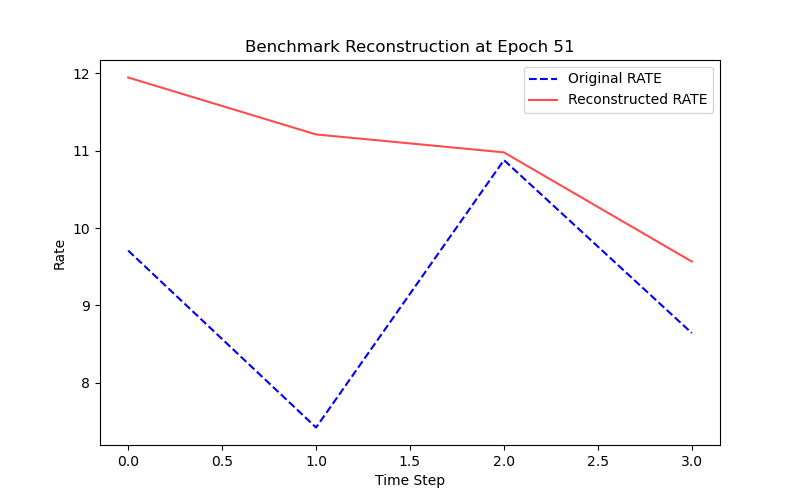 Benchmark Reconstruction at Epoch 51
Original RATE
Reconstructed RATE
12
11
10
9
8
Rate
0.0 0.5 1.0 1.5 2.0 2.5 3.0
Time Step